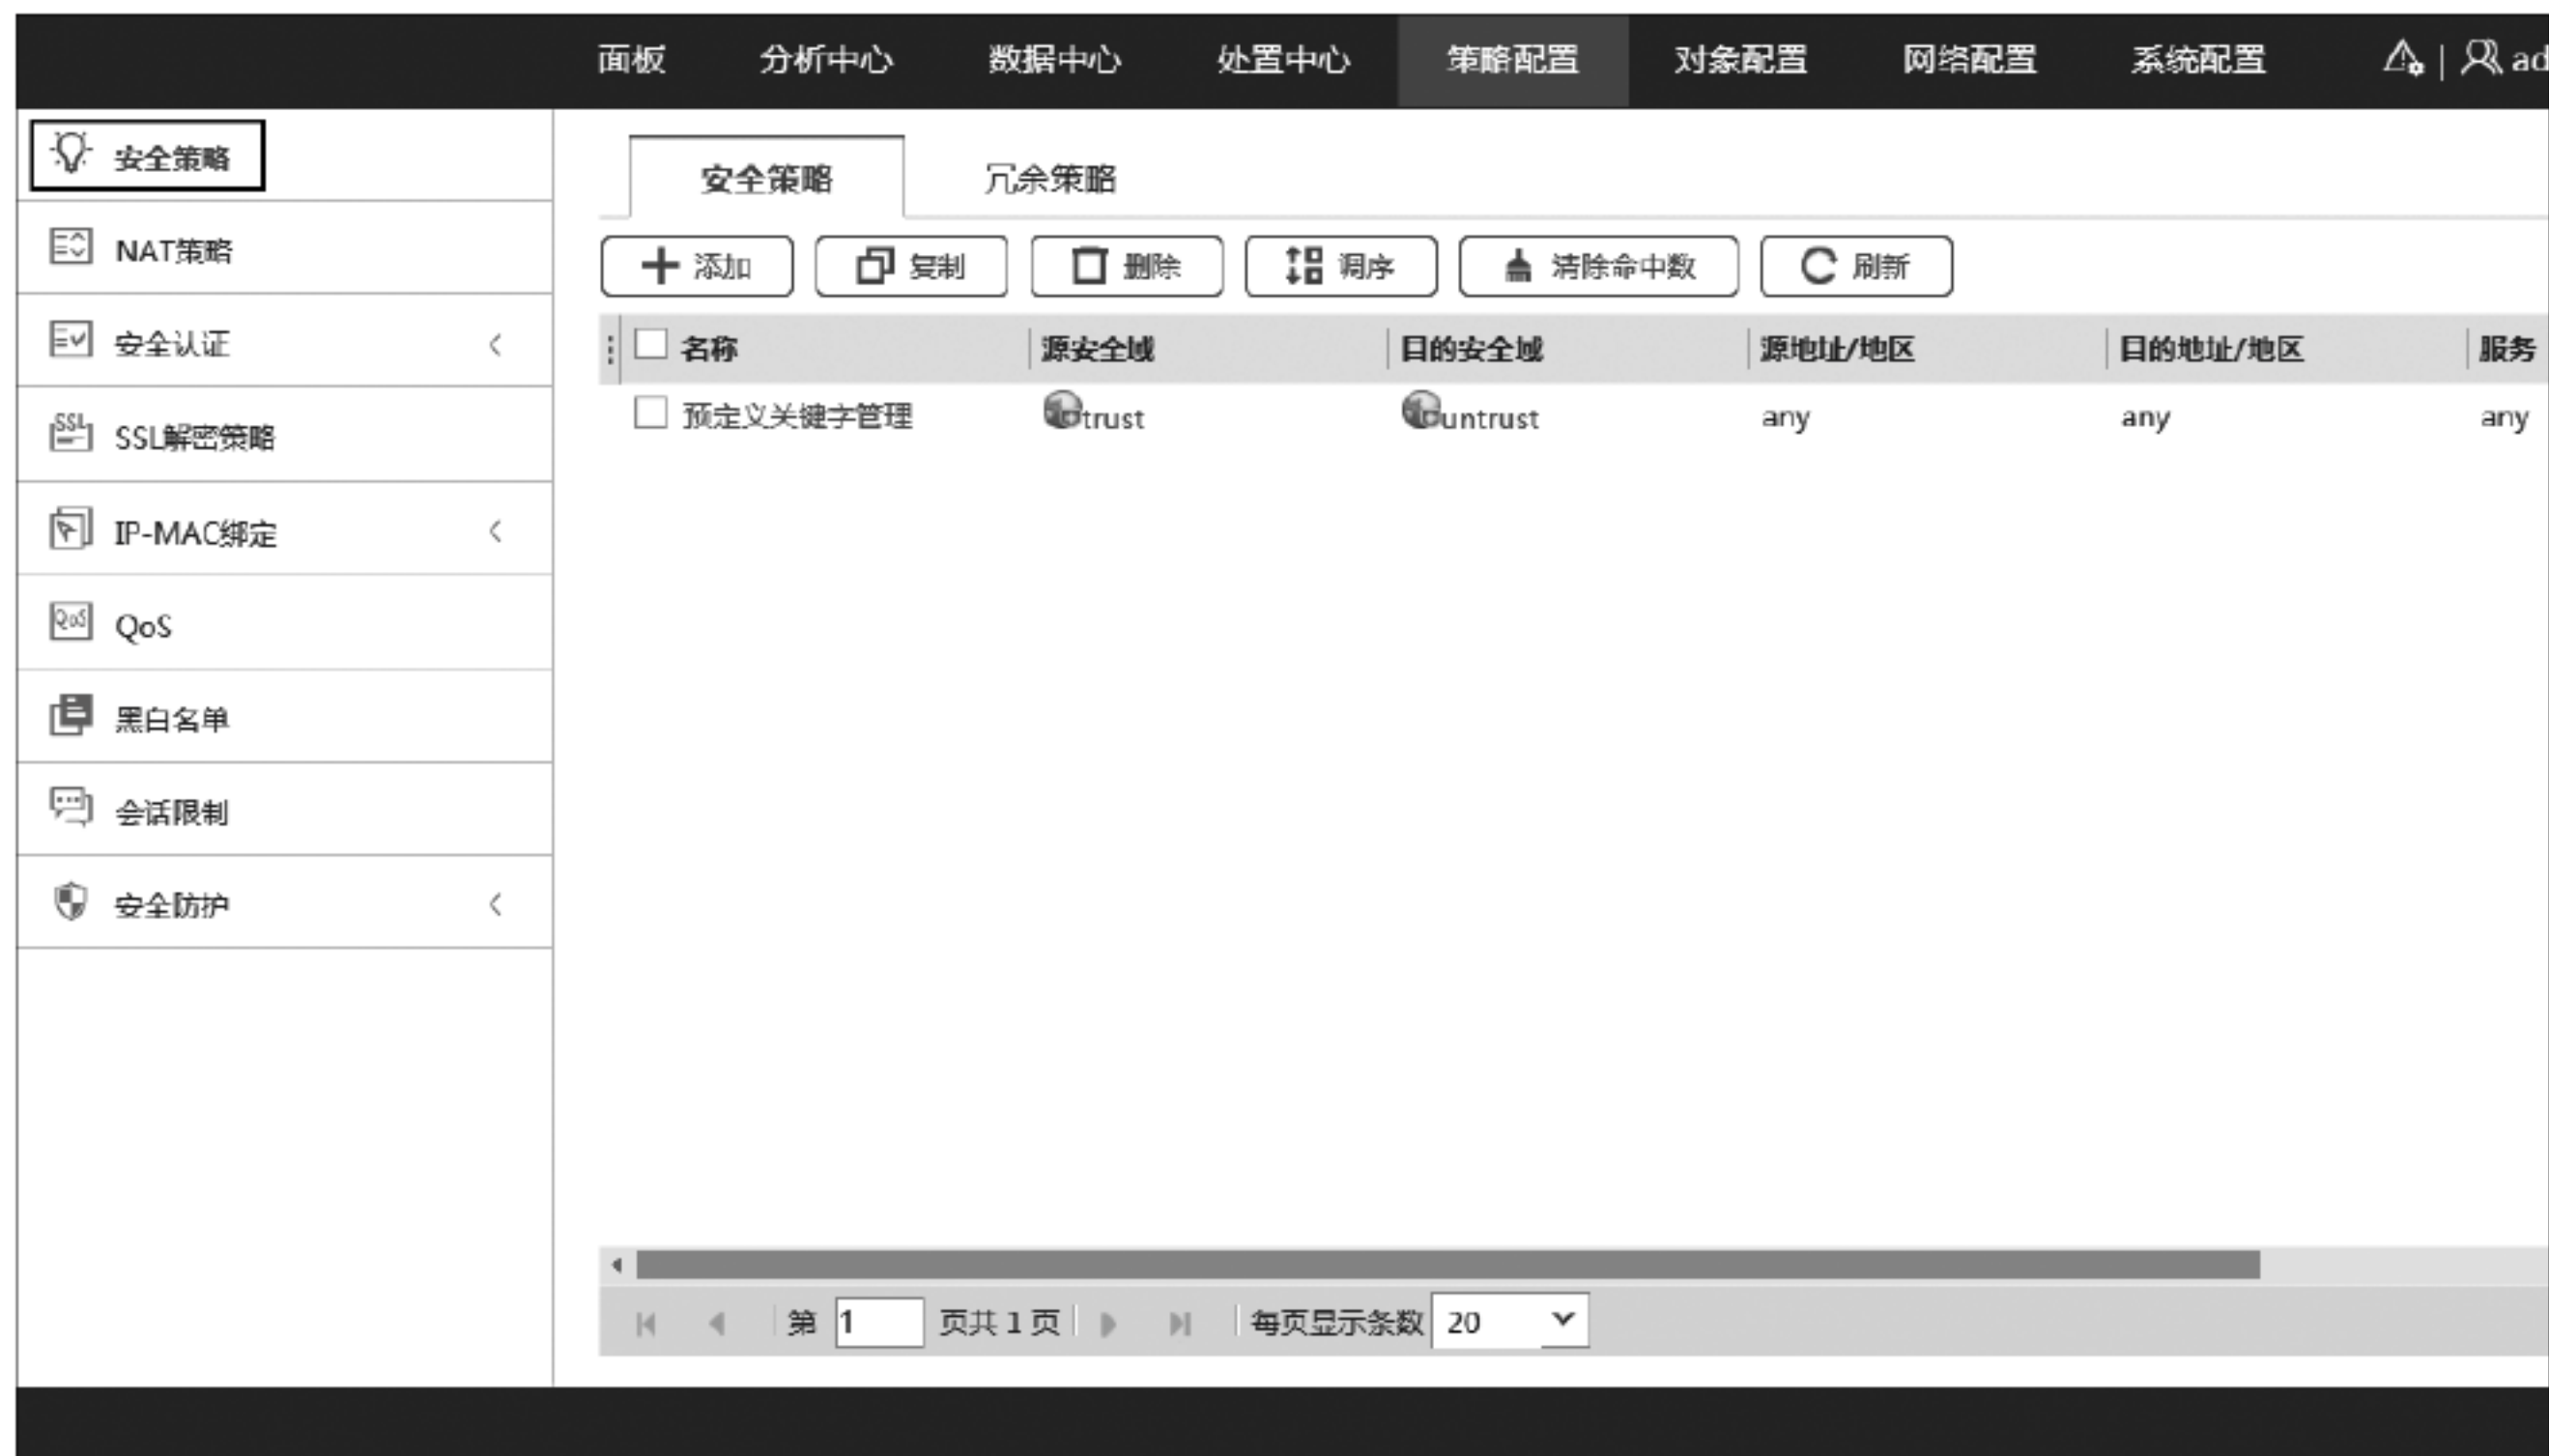 面板 分析中心 数据中心 处置中心 策略配置 对象配置 网络配置 系统配置 | ad
安全策略
NAT策略
安全认证
SSL SSL解密策略
IP-MAC绑定
QoS QoS
黑白名单
会话限制
安全防护
安全策略 冗余策略
添加 复制 删除 调序 清除命中数 刷新
名称 源安全域 目的安全域 源地址/地区 目的地址/地区 服务
预定义关键字管理 trust untrust any any any
第 1 页共 1 页 每页显示条数 20